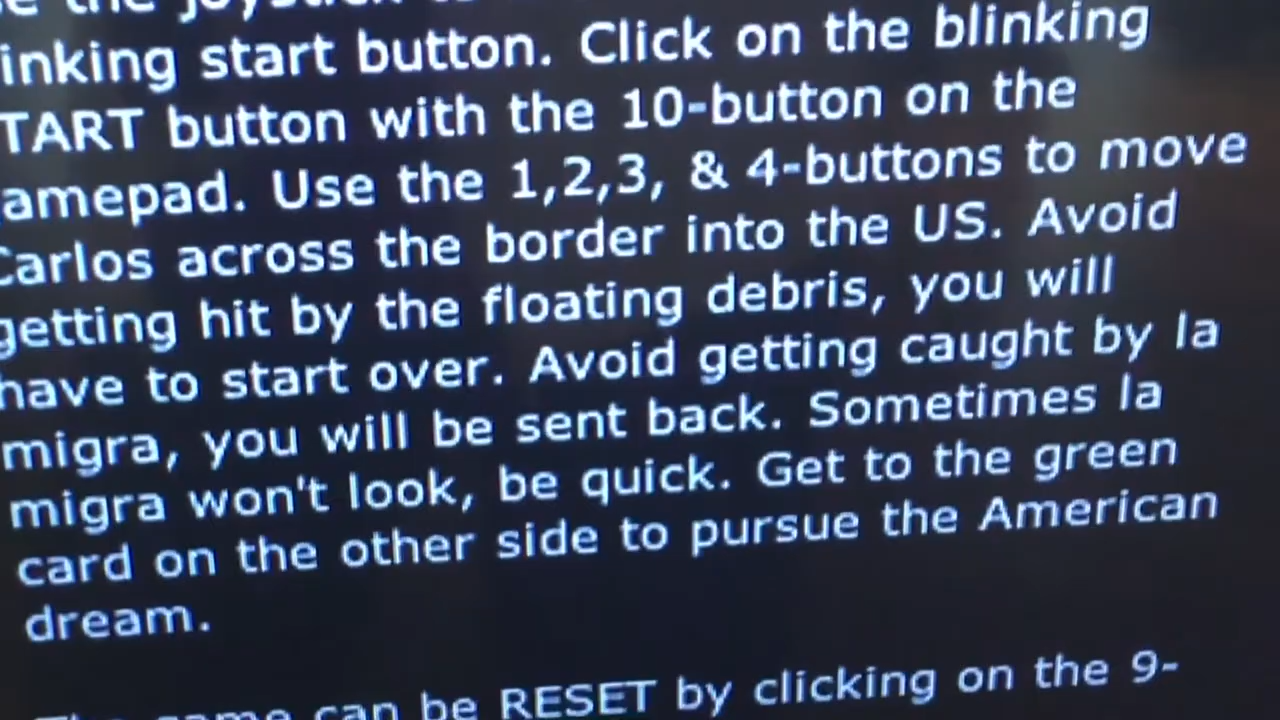 the joystick
inking start button. Click on the blinking
TART button with the 10-button on the
amepad. Use the 1,2,3, & 4-buttons to move
Carlos across the border into the US. Avoid
getting hit by the floating debris, you will
have to start over. Avoid getting caught by la
migra, you will be sent back. Sometimes la
migra won't look, be quick. Get to the green
card on the other side to pursue the American
dream.
game can be RESET by clicking on the 9-